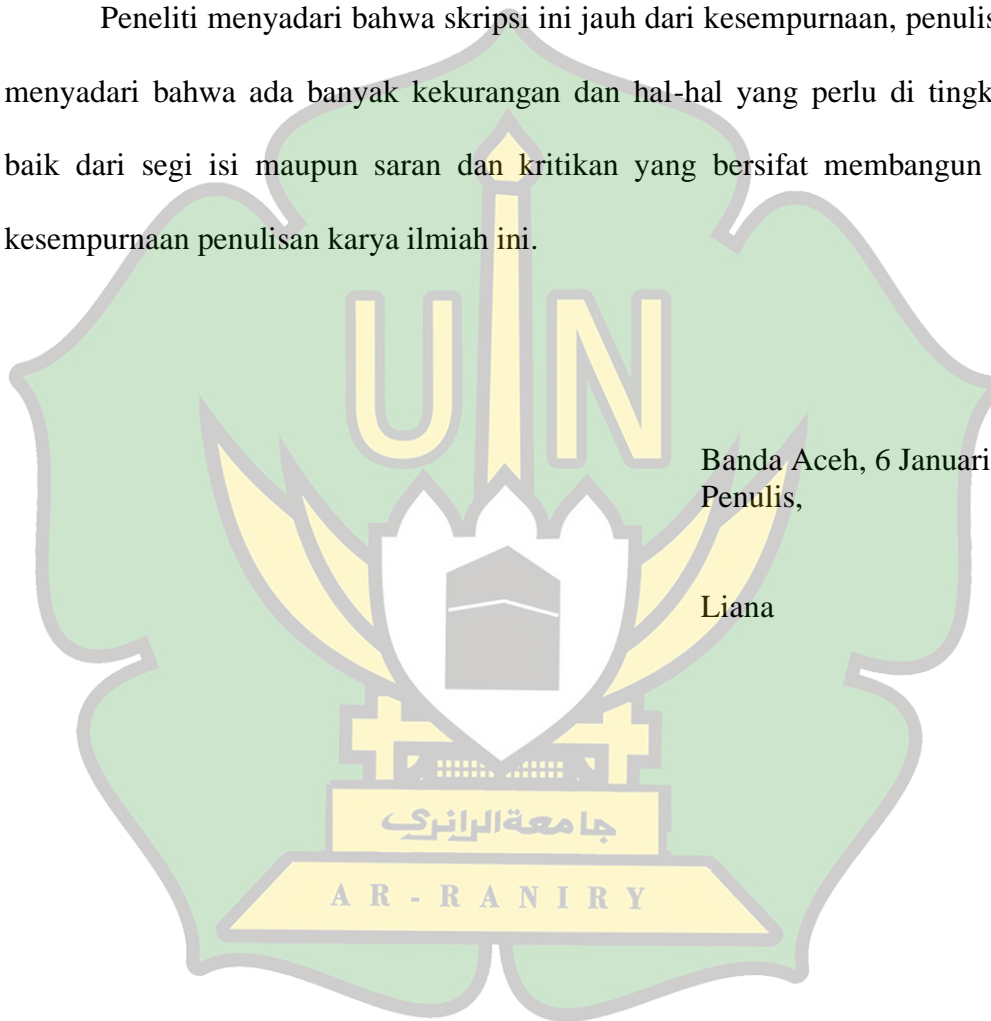 Peneliti menyadari bahwa skripsi ini jauh dari kesempurnaan, penulis
menyadari bahwa ada banyak kekurangan dan hal-hal yang perlu di tingk
baik dari segi isi maupun saran dan kritikan yang bersifat membangun
kesempurnaan penulisan karya ilmiah ini.
UIN
Banda Aceh, 6 Januari
Penulis,
Liana
جامعة الرانري
AR-RANIRY